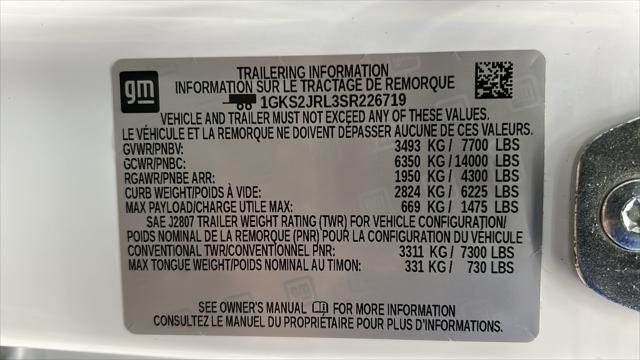 gm
TRAILERING INFORMATION
INFORMATION SUR LE TRACTAGE DE REMORQUE
1GKS2JRL3SR226719
VEHICLE AND TRAILER MUST NOT EXCEED ANY OF THESE VALUES.
LE VÉHICULE ET LA REMORQUE NE DOIVENT DÉPASSER AUCUNE DE CES VALEURS.
GVWR/PNBV: 3493 KG / 7700 LBS
GCWR/PNBC: 6350 KG / 14000 LBS
RGAWR/PNBE ARR: 1950 KG / 4300 LBS
CURB WEIGHT/POIDS À VIDE: 2824 KG / 6225 LBS
MAX PAYLOAD/CHARGE UTILE MAX: 669 KG / 1475 LBS
SAE J2807 TRAILER WEIGHT RATING (TWR) FOR VEHICLE CONFIGURATION/
POIDS NOMINAL DE LA REMORQUE (PNR) POUR LA CONFIGURATION DU VÉHICULE
CONVENTIONAL TWR/CONVENTIONNEL PNR: 3311 KG / 7300 LBS
MAX TONGUE WEIGHT/POIDS NOMINAL AU TIMON: 331 KG / 730 LBS
SEE OWNER'S MANUAL FOR MORE INFORMATION
CONSULTEZ LE MANUEL DU PROPRIÉTAIRE POUR PLUS D'INFORMATIONS